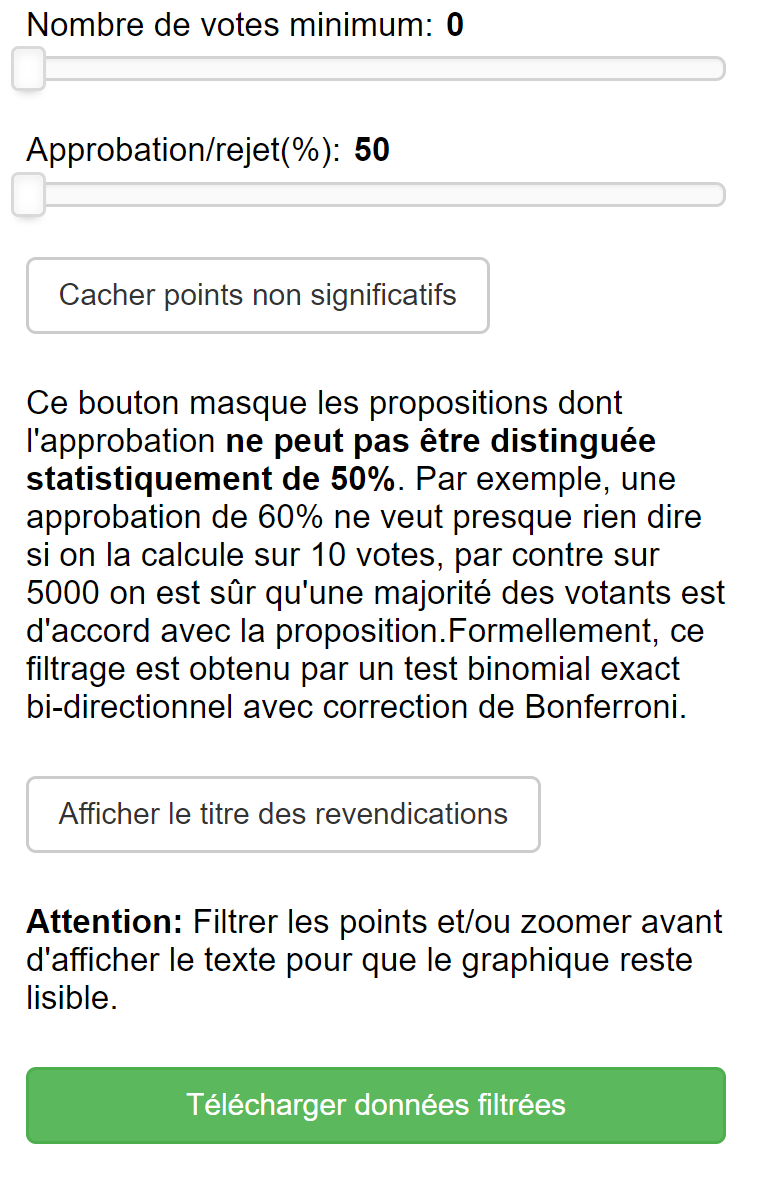 Nombre de votes minimum: 0
Approbation/rejet(%): 50
Cacher points non significatifs
Ce bouton masque les propositions dont
l'approbation ne peut pas être distinguée
statistiquement de 50%. Par exemple, une
approbation de 60% ne veut presque rien dire
si on la calcule sur 10 votes, par contre sur
5000 on est sûr qu'une majorité des votants est
d'accord avec la proposition.Formellement, ce
filtrage est obtenu par un test binomial exact
bi-directionnel avec correction de Bonferroni.
Afficher le titre des revendications
Attention: Filtrer les points et/ou zoomer avant
d'afficher le texte pour que le graphique reste
lisible.
Télécharger données filtrées